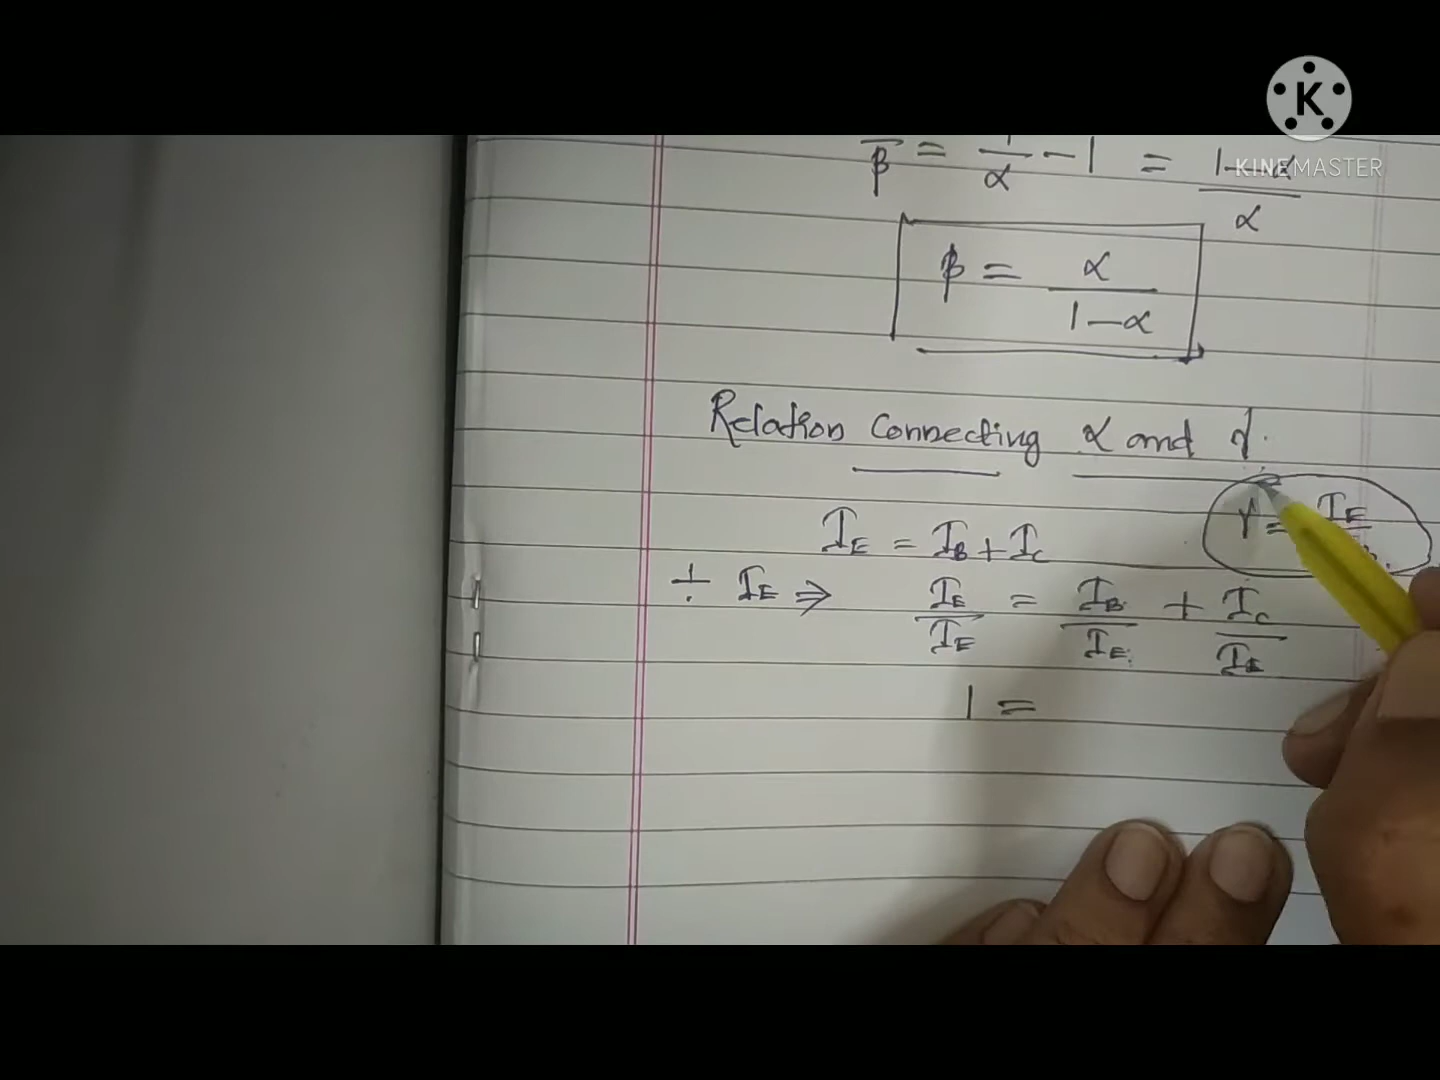 K
KINEMASTER
1/β = 1/α - 1 = 1-α/α
β = α/1-α
Relation Connecting α and γ.
I_E = I_B + I_C
γ = I_E
÷ I_E ⇒ I_E/I_E = I_B/I_E + I_C/I_E
1 =